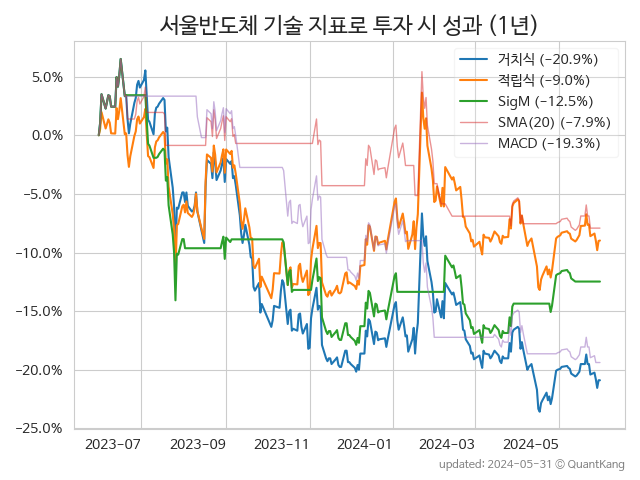 서울반도체 기술 지표로 투자 시 성과 (1년)
거치식 (−20.9%)
적립식 (−9.0%)
SigM (−12.5%)
SMA(20) (−7.9%)
MACD (−19.3%)
5.0%
0.0%
−5.0%
−10.0%
−15.0%
−20.0%
−25.0%
2023-07 2023-09 2023-11 2024-01 2024-03 2024-05
updated: 2024-05-31 © QuantKang